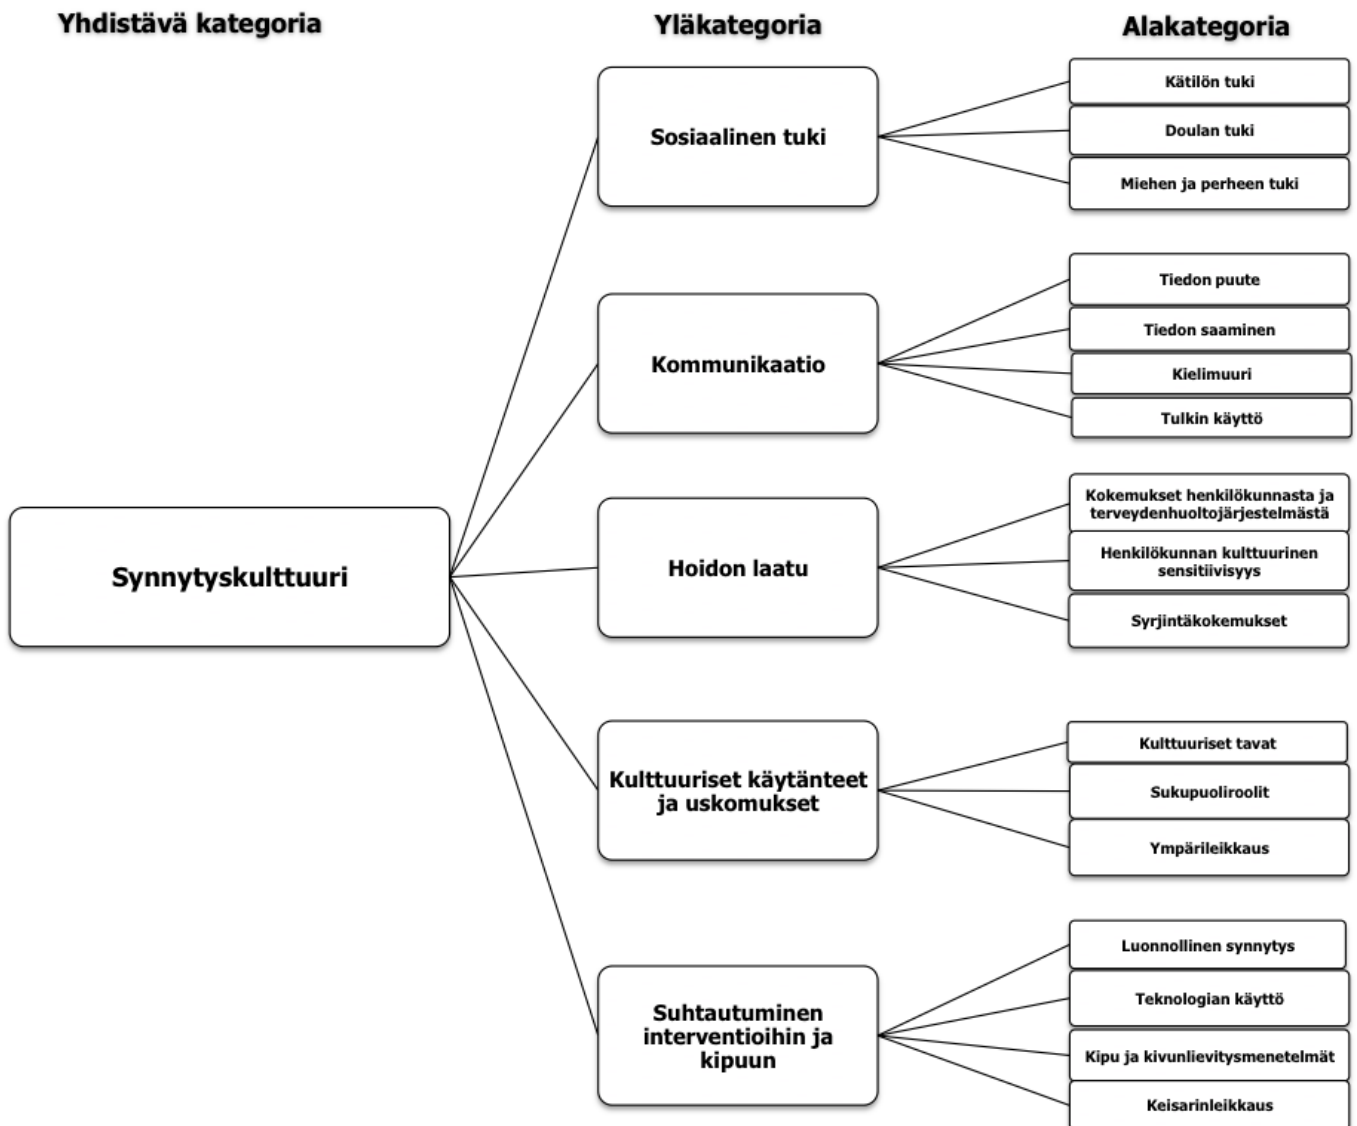 Yhdistävä kategoria
Yläkategoria
Alakategoria
Synnytyskulttuuri
Sosiaalinen tuki
Kätilön tuki
Doulan tuki
Miehen ja perheen tuki
Kommunikaatio
Tiedon puute
Tiedon saaminen
Kielimuuri
Tulkin käyttö
Hoidon laatu
Kokemukset henkilökunnasta ja
terveydenhuoltojärjestelmästä
Henkilökunnan kulttuurinen
sensitiivisyys
Syrjintäkokemukset
Kulttuuriset käytänteet
ja uskomukset
Kulttuuriset tavat
Sukupuoliroolit
Ympärileikkaus
Suhtautuminen
interventioihin ja
kipuun
Luonnollinen synnytys
Teknologian käyttö
Kipu ja kivunlievitysmenetelmät
Keisarinleikkaus